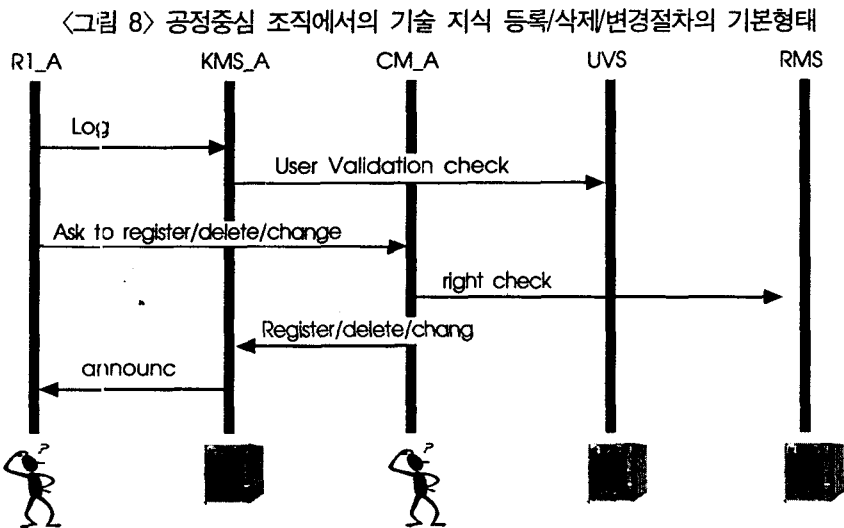 〈그림 8〉 공정중심 조직에서의 기술 지식 등록/삭제/변경절차의 기본형태
R1_A KMS_A CM_A UVS RMS
Log
User Validation check
Ask to register/delete/change
right check
Register/delete/chang
announc
? ?